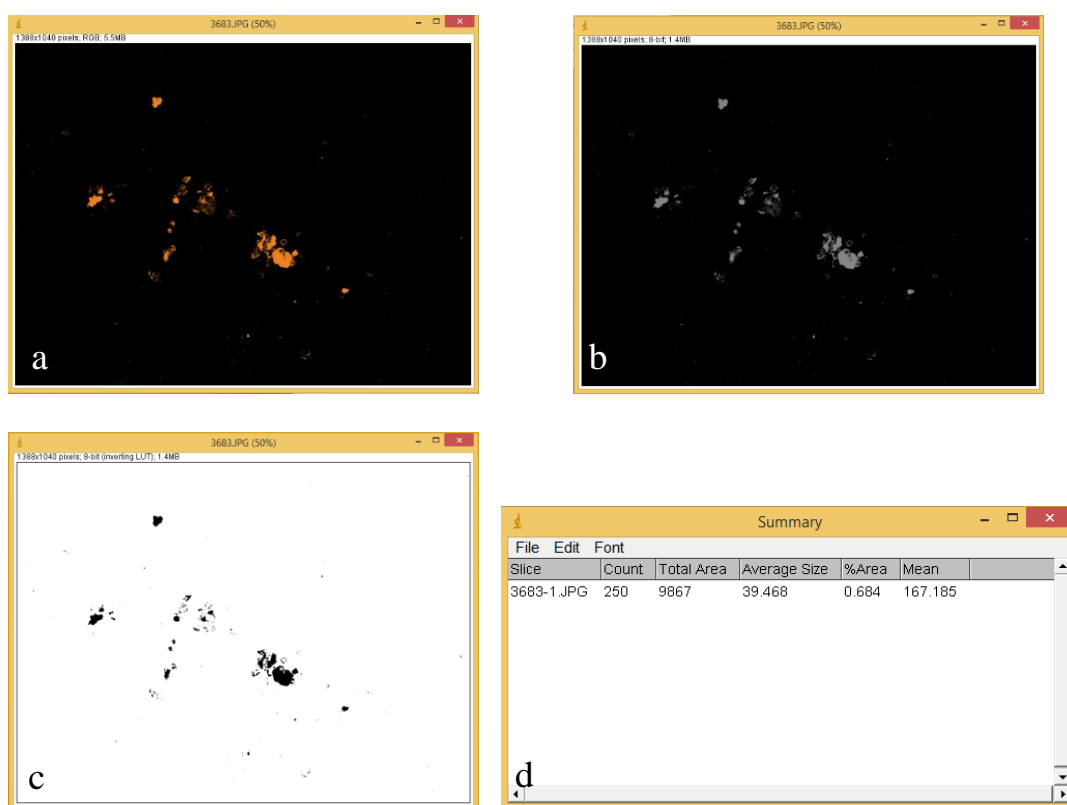 3683.JPG (50%)
1388x1040 pixels; RGB; 5.5MB
a
3683.JPG (50%)
1388x1040 pixels; 8-bit; 1.4MB
b
3683.JPG (50%)
1388x1040 pixels; 8-bit (inverting LUT); 1.4MB
c
Summary
File Edit Font
Slice Count Total Area Average Size %Area Mean
3683-1.JPG 250 9867 39.468 0.684 167.185
d